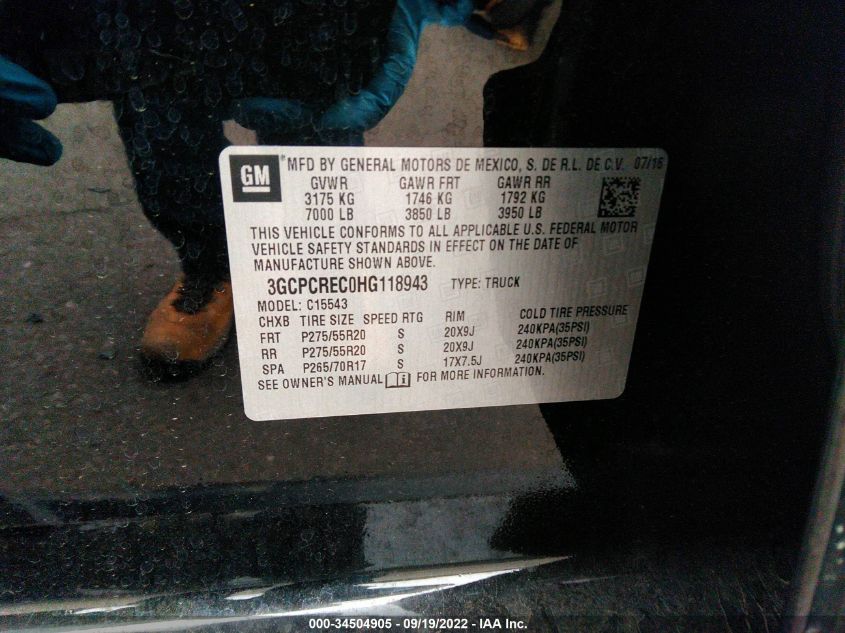 GM ® MFD BY GENERAL MOTORS DE MEXICO, S. DE R.L. DE C.V. 07/16
GVWR GAWR FRT GAWR RR
3175 KG 1746 KG 1792 KG
7000 LB 3850 LB 3950 LB
THIS VEHICLE CONFORMS TO ALL APPLICABLE U.S. FEDERAL MOTOR
VEHICLE SAFETY STANDARDS IN EFFECT ON THE DATE OF
MANUFACTURE SHOWN ABOVE.
3GCPCREC0HG118943 TYPE: TRUCK
MODEL: C15543
CHXB TIRE SIZE SPEED RTG RIM COLD TIRE PRESSURE
FRT P275/55R20 S 20X9J 240KPA(35PSI)
RR P275/55R20 S 20X9J 240KPA(35PSI)
SPA P265/70R17 S 17X7.5J 240KPA(35PSI)
SEE OWNER'S MANUAL FOR MORE INFORMATION.
000-34504905 - 09/19/2022 - IAA Inc.